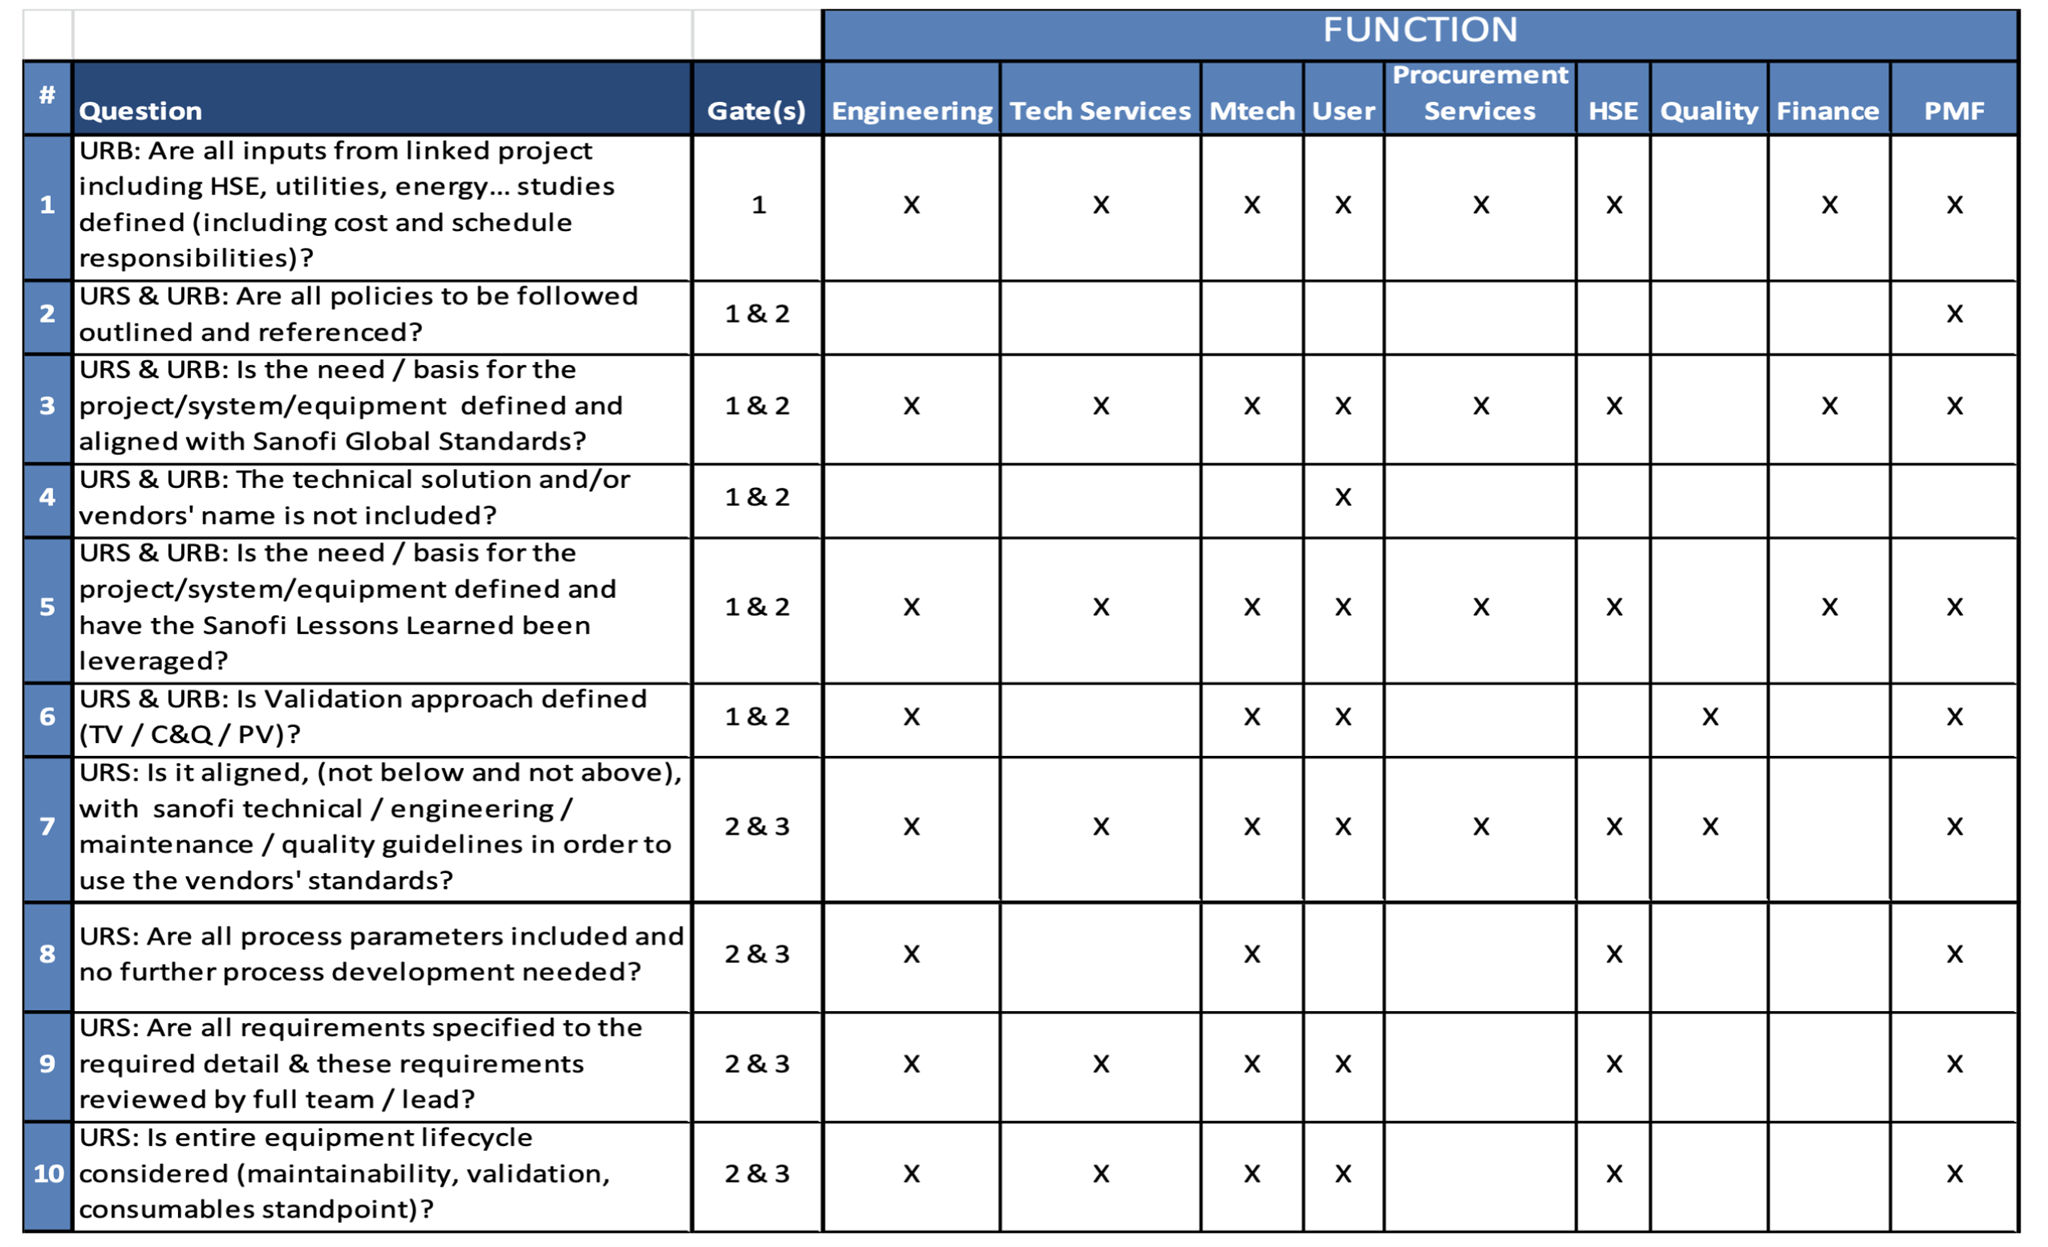 FUNCTION
# Question Gate(s) Engineering Tech Services Mtech User Procurement Services HSE Quality Finance PMF
1 URB: Are all inputs from linked project
including HSE, utilities, energy... studies
defined (including cost and schedule
responsibilities)? 1 X X X X X X X X
2 URS & URB: Are all policies to be followed
outlined and referenced? 1 & 2 X
3 URS & URB: Is the need / basis for the
project/system/equipment defined and
aligned with Sanofi Global Standards? 1 & 2 X X X X X X X X
4 URS & URB: The technical solution and/or
vendors' name is not included? 1 & 2 X
5 URS & URB: Is the need / basis for the
project/system/equipment defined and
have the Sanofi Lessons Learned been
leveraged? 1 & 2 X X X X X X X X
6 URS & URB: Is Validation approach defined
(TV / C&Q / PV)? 1 & 2 X X X X X
7 URS: Is it aligned, (not below and not above),
with sanofi technical / engineering /
maintenance / quality guidelines in order to
use the vendors' standards? 2 & 3 X X X X X X X X
8 URS: Are all process parameters included and
no further process development needed? 2 & 3 X X X X
9 URS: Are all requirements specified to the
required detail & these requirements
reviewed by full team / lead? 2 & 3 X X X X X X
10 URS: Is entire equipment lifecycle
considered (maintainability, validation,
consumables standpoint)? 2 & 3 X X X X X X